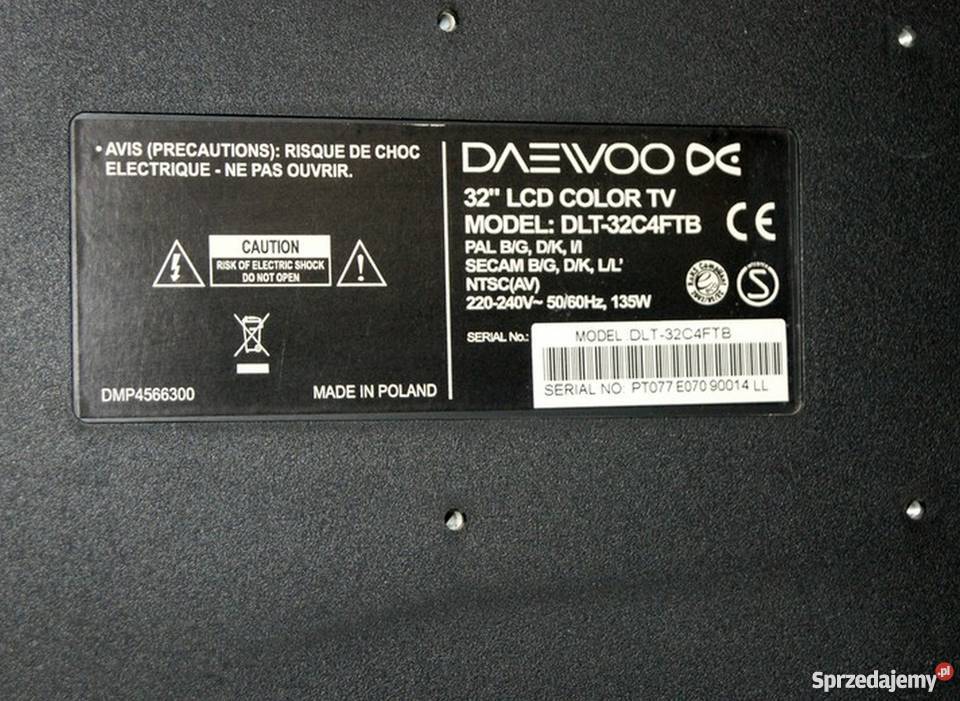 • AVIS (PRECAUTIONS): RISQUE DE CHOC
ELECTRIQUE - NE PAS OUVRIR.
CAUTION
RISK OF ELECTRIC SHOCK
DO NOT OPEN
DMP4566300
MADE IN POLAND
DAEWOO
32" LCD COLOR TV
MODEL: DLT-32C4FTB
PAL B/G, D/K, I/I
SECAM B/G, D/K, L/L'
NTSC(AV)
220-240V~ 50/60Hz, 135W
CE
S
SERIAL No.:
MODEL :DLT-32C4FTB
SERIAL NO: PT077 E070 90014 LL
Sprzedajemy.pl